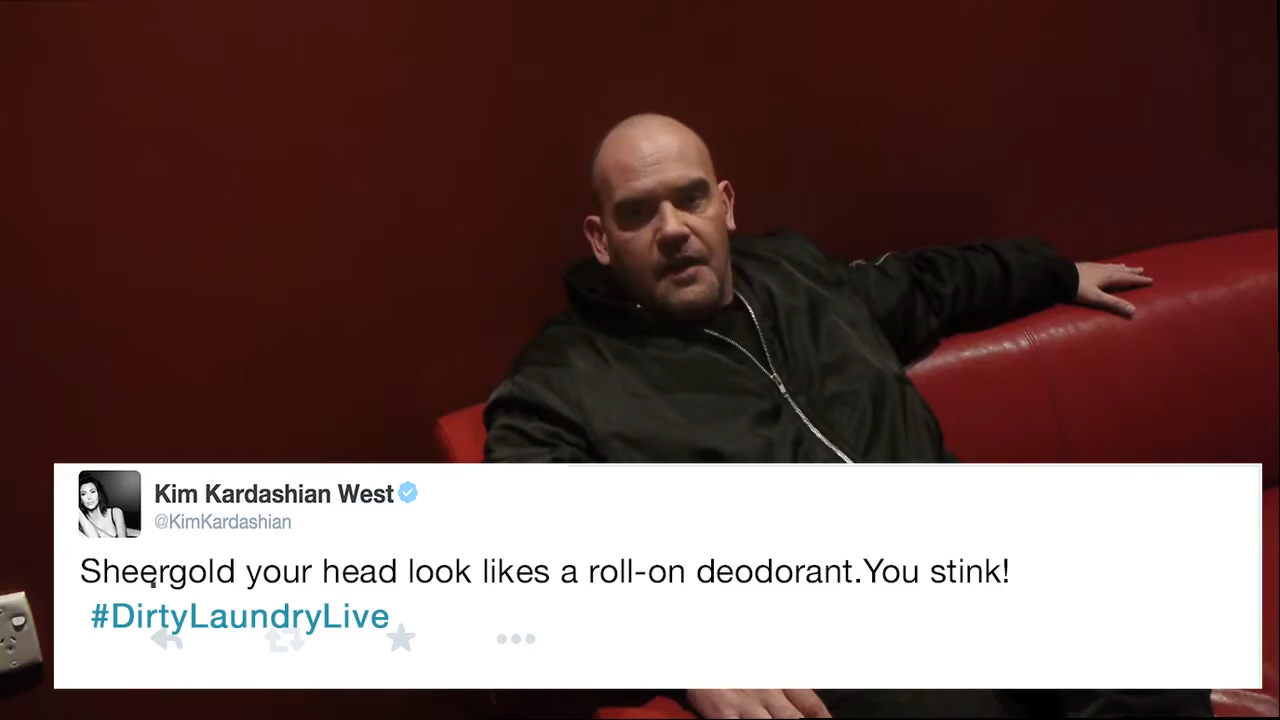 Kim Kardashian West
@KimKardashian
Sheergold your head look likes a roll-on deodorant.You stink!
#DirtyLaundryLive